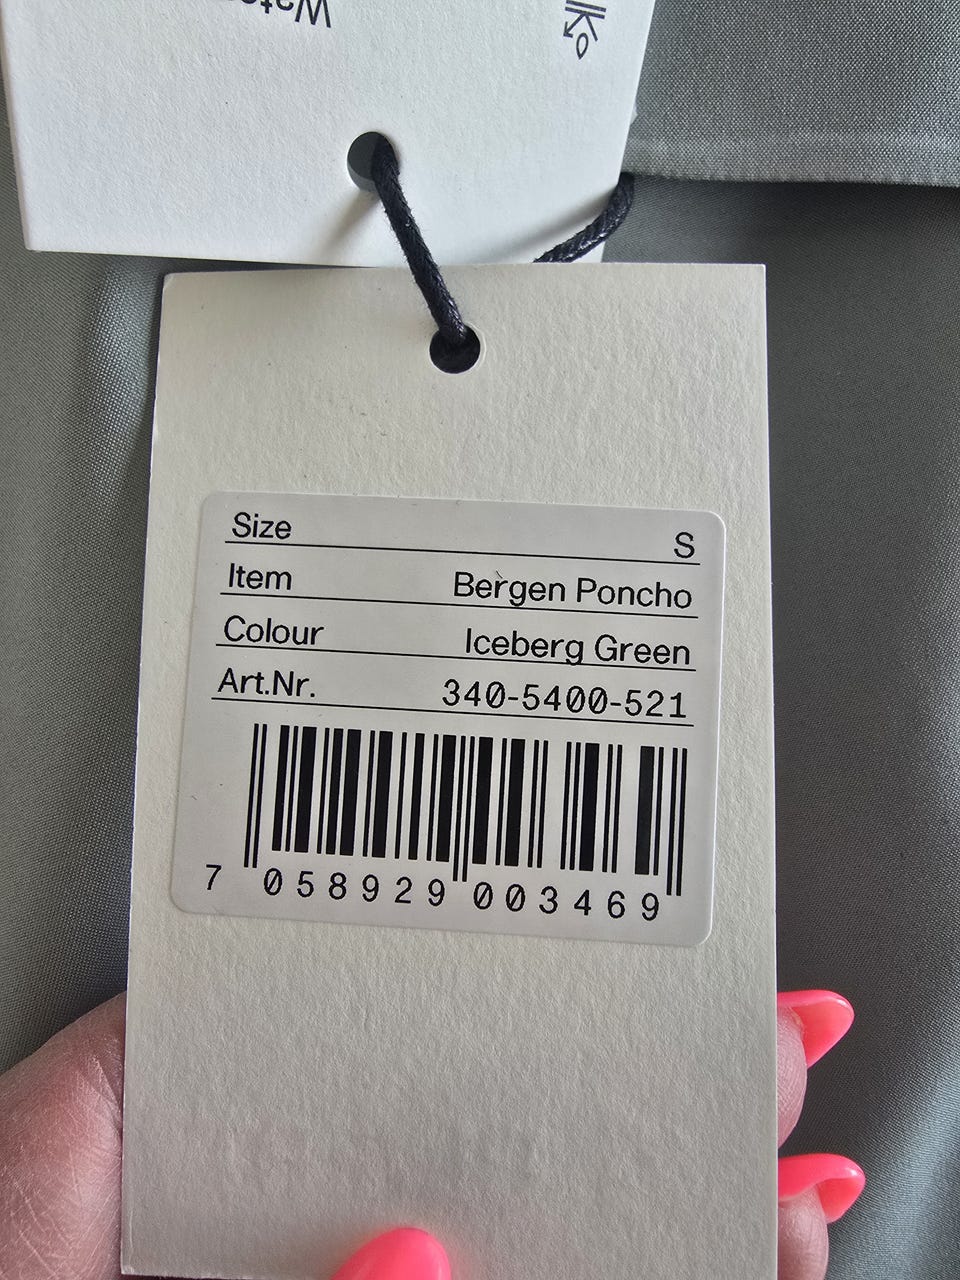 Size S
Item Bergen Poncho
Colour Iceberg Green
Art.Nr. 340-5400-521
7 058929 003469